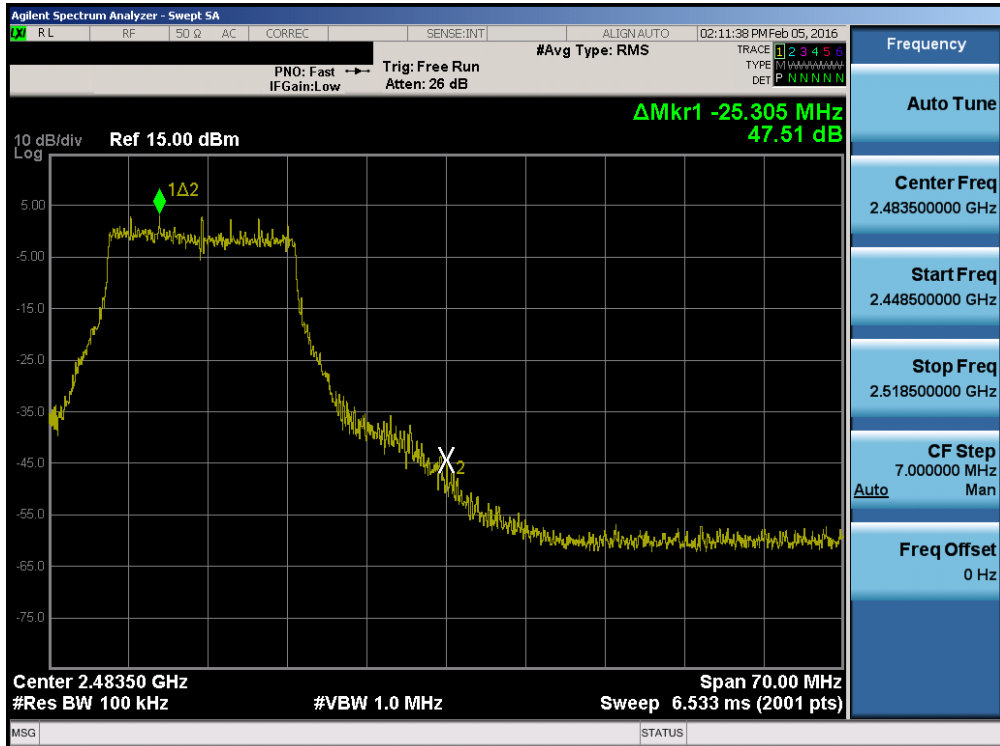 Agilent Spectrum Analyzer - Swept SA
LXI RL RF 50 Ω AC CORREC SENSE:INT ALIGN AUTO 02:11:38 PM Feb 05, 2016
#Avg Type: RMS
TRACE 1 2 3 4 5 6
PNO: Fast Trig: Free Run
TYPE M WWWWW
IFGain:Low Atten: 26 dB
DET P N N N N N
ΔMkr1 -25.305 MHz
47.51 dB
10 dB/div Ref 15.00 dBm
Log
1Δ2
5.00
-5.00
-15.0
-25.0
-35.0
-45.0
2
-55.0
-65.0
-75.0
Center 2.48350 GHz Span 70.00 MHz
#Res BW 100 kHz #VBW 1.0 MHz Sweep 6.533 ms (2001 pts)
MSG STATUS
Frequency
Auto Tune
Center Freq
2.483500000 GHz
Start Freq
2.448500000 GHz
Stop Freq
2.518500000 GHz
CF Step
7.000000 MHz
Auto Man
Freq Offset
0 Hz